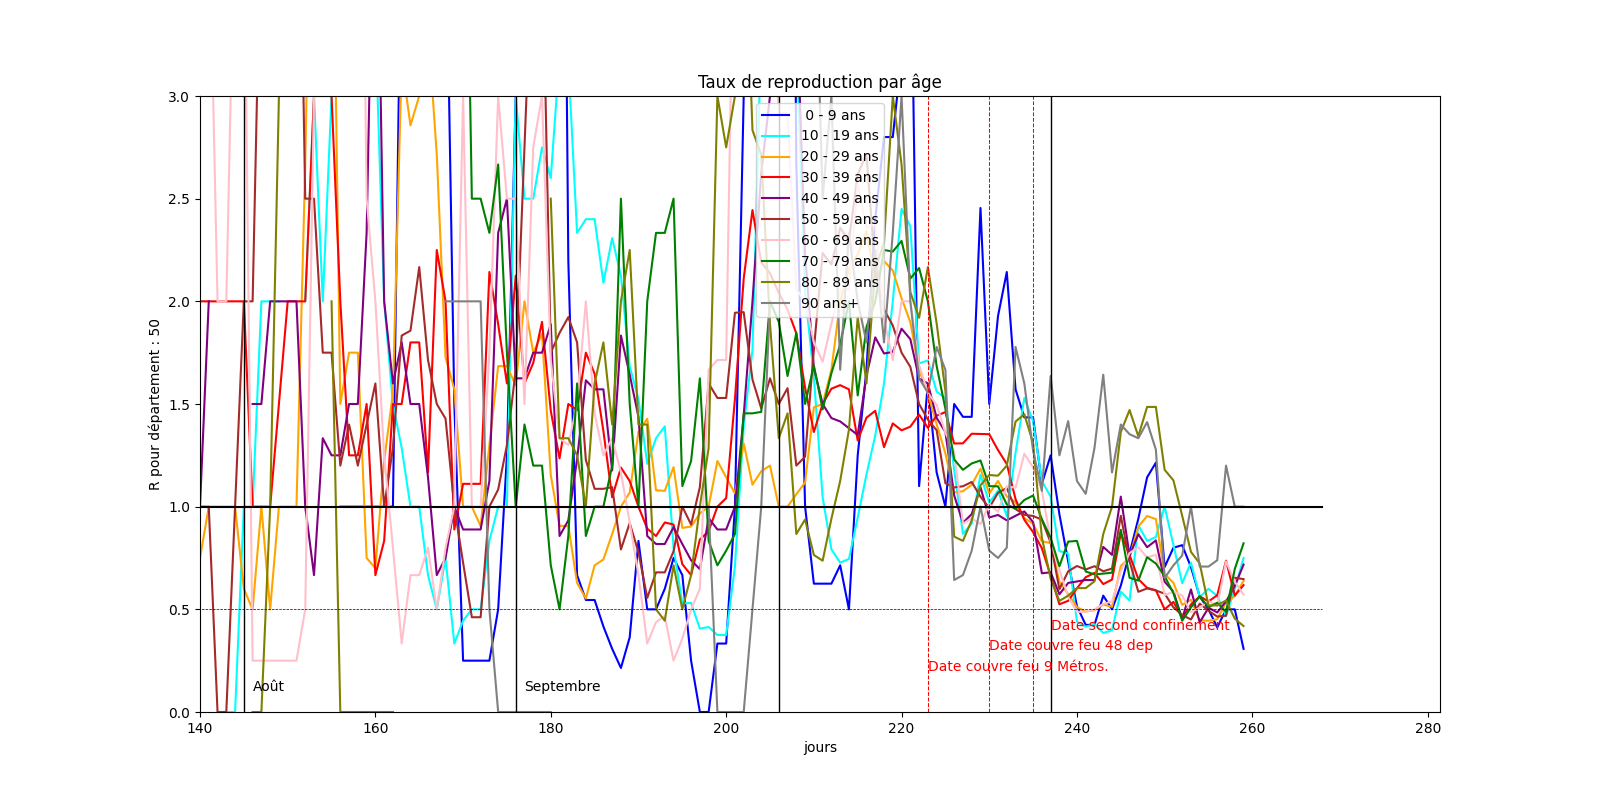 Taux de reproduction par âge
3.0
2.5
2.0
1.5
1.0
0.5
0.0
R pour département : 50
0 - 9 ans
10 - 19 ans
20 - 29 ans
30 - 39 ans
40 - 49 ans
50 - 59 ans
60 - 69 ans
70 - 79 ans
80 - 89 ans
90 ans+
Date second confinement
Date couvre feu 48 dep
Date couvre feu 9 Métros.
Août
Septembre
140 160 180 200 220 240 260 280
jours